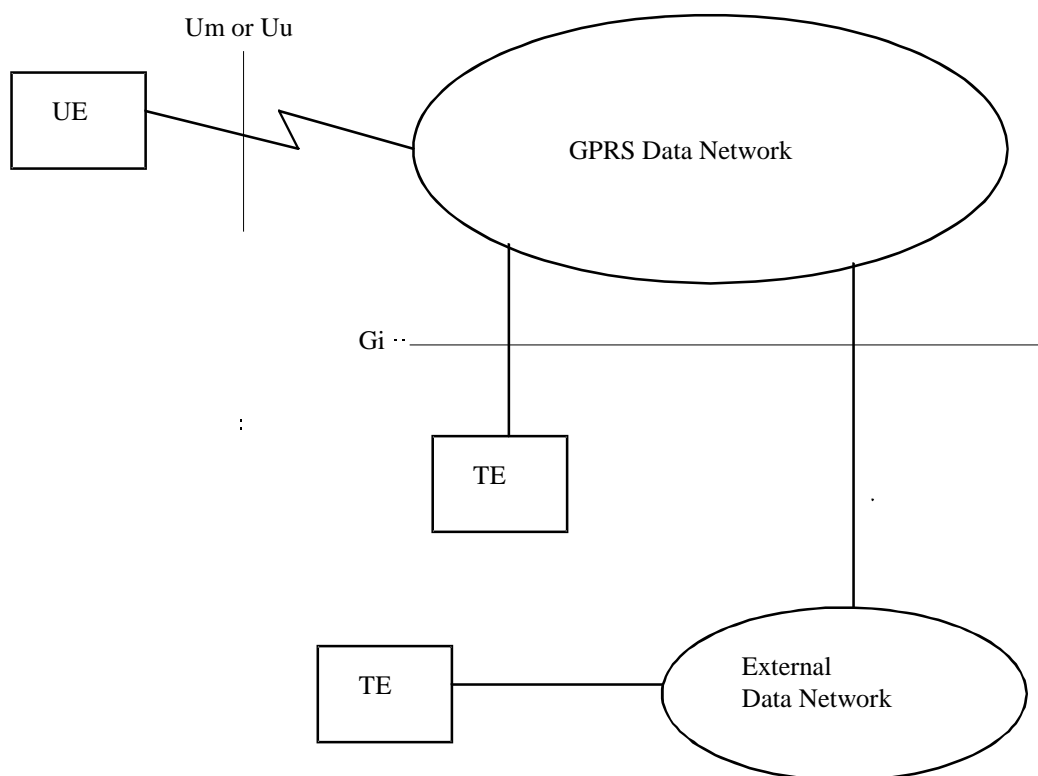 Um or Uu
UE
GPRS Data Network
Gi
TE
TE
External
Data Network